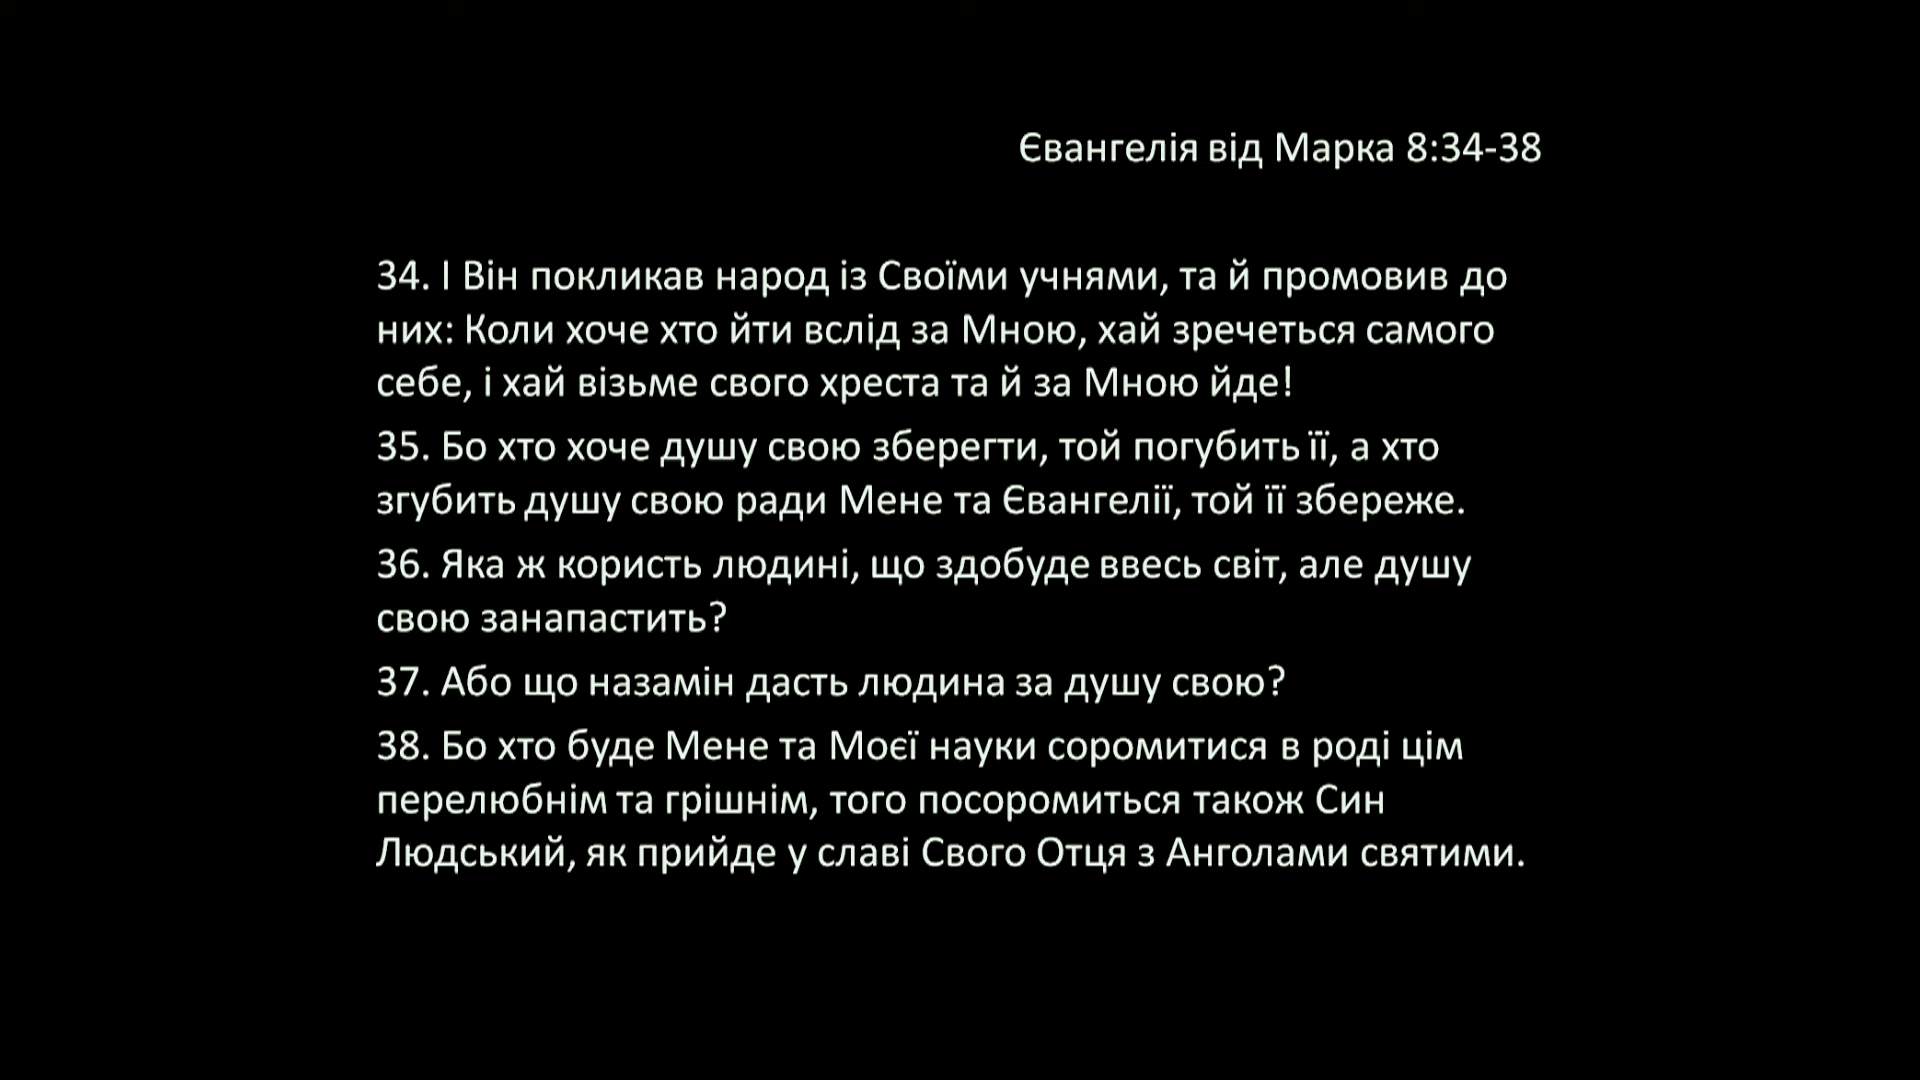 Євангелія від Марка 8:34-38
34. І Він покликав народ із Своїми учнями, та й промовив до
них: Коли хоче хто йти вслід за Мною, хай зречеться самого
себе, і хай візьме свого хреста та й за Мною йде!
35. Бо хто хоче душу свою зберегти, той погубить її, а хто
згубить душу свою ради Мене та Євангелії, той її збереже.
36. Яка ж користь людині, що здобуде ввесь світ, але душу
свою занапастить?
37. Або що назамін дасть людина за душу свою?
38. Бо хто буде Мене та Моєї науки соромитися в роді цім
перелюбнім та грішнім, того посоромиться також Син
Людський, як прийде у славі Свого Отця з Анголами святими.